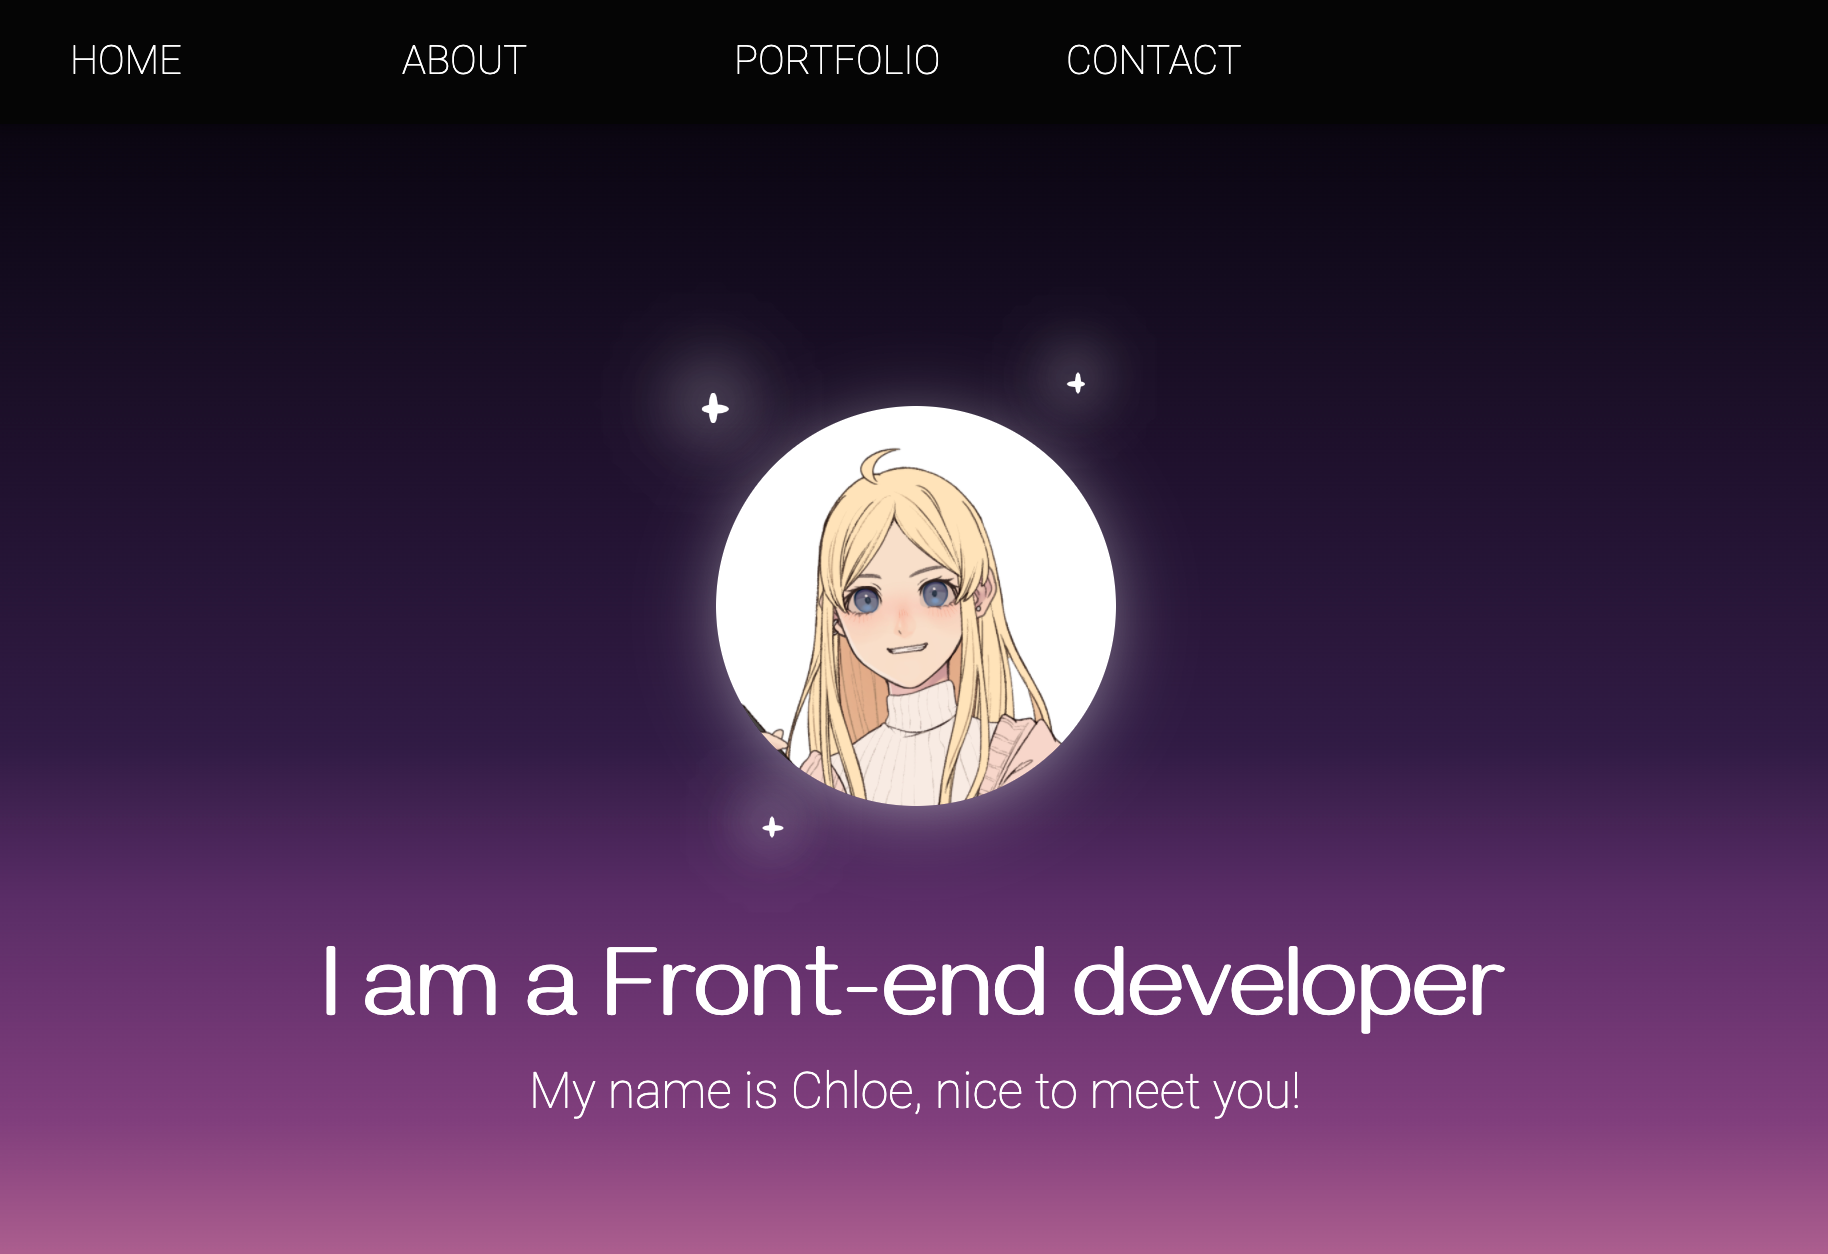 HOME ABOUT PORTFOLIO CONTACT
I am a Front-end developer
My name is Chloe, nice to meet you!